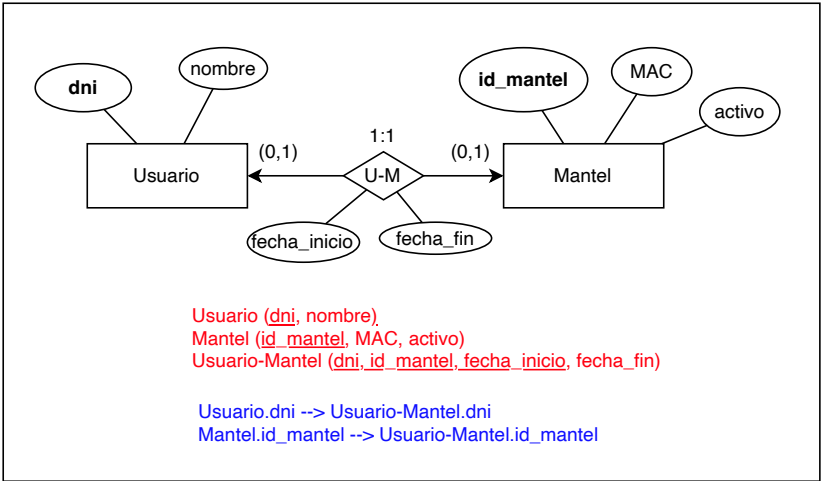 dni
nombre
id_mantel
MAC
activo
Usuario
(0,1)
1:1
U-M
(0,1)
Mantel
fecha_inicio
fecha_fin
Usuario (dni, nombre)
Mantel (id_mantel, MAC, activo)
Usuario-Mantel (dni, id_mantel, fecha_inicio, fecha_fin)
Usuario.dni --> Usuario-Mantel.dni
Mantel.id_mantel --> Usuario-Mantel.id_mantel